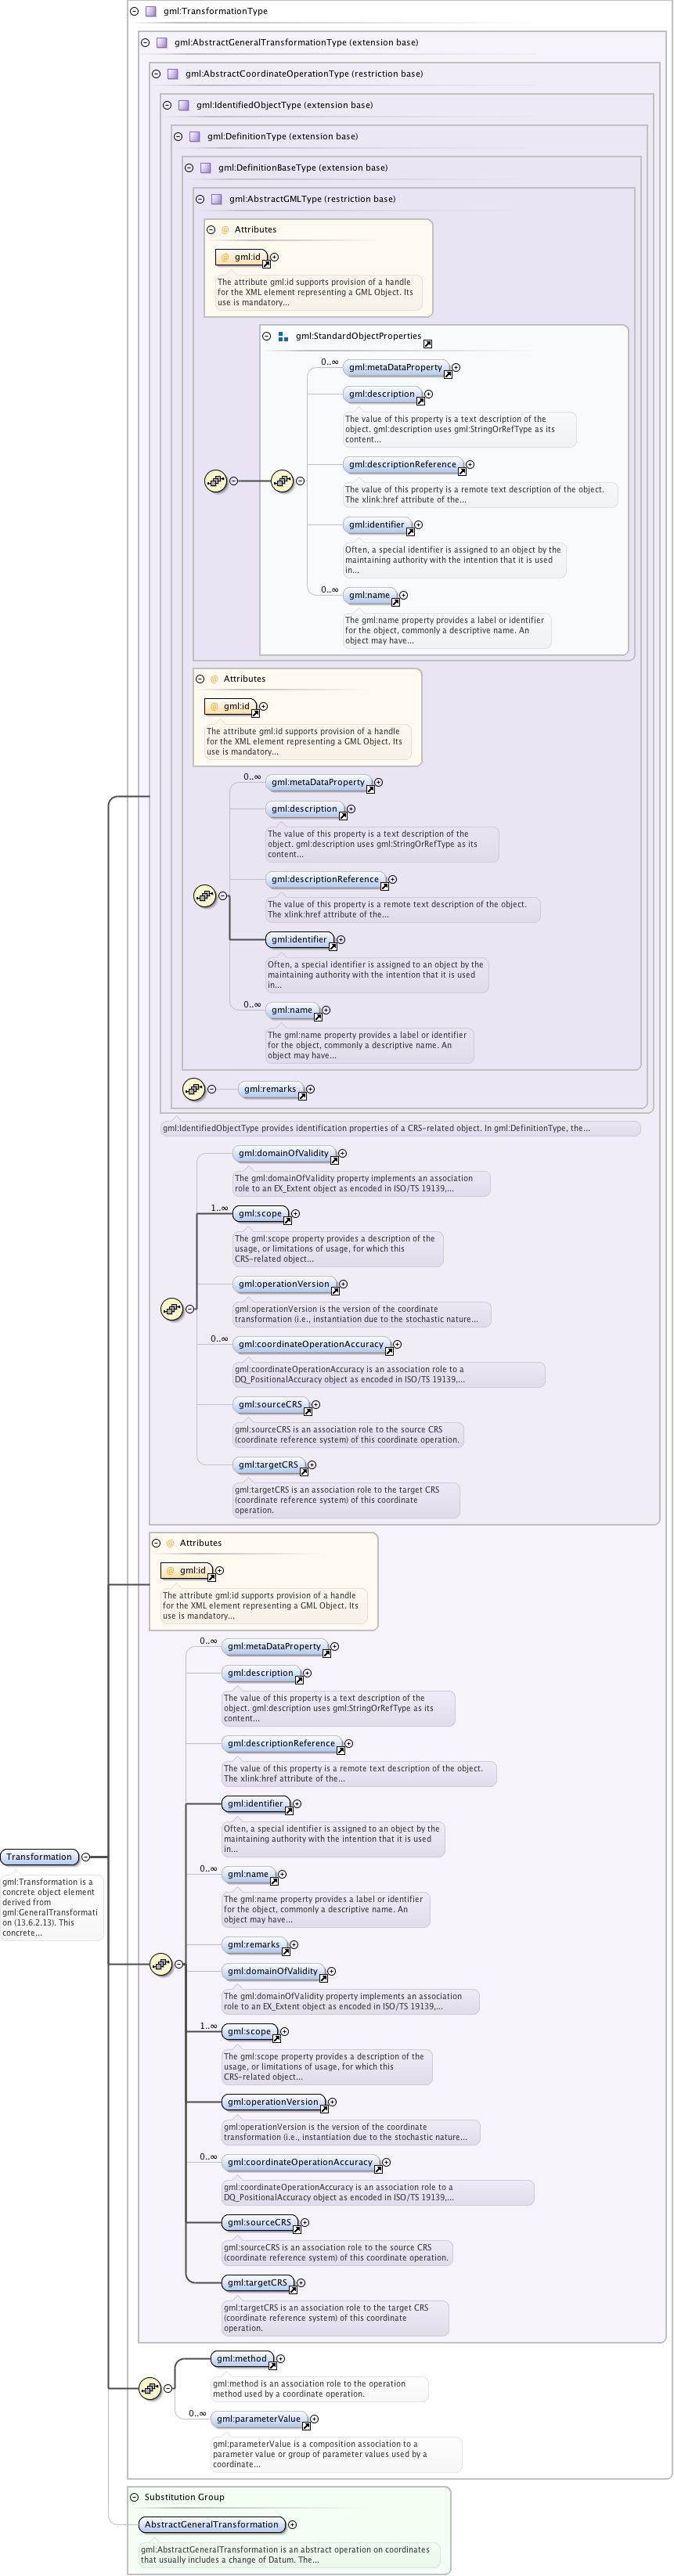 gml:TransformationType
gml:AbstractGeneralTransformationType (extension base)
gml:AbstractCoordinateOperationType (restriction base)
gml:IdentifiedObjectType (extension base)
gml:DefinitionType (extension base)
gml:DefinitionBaseType (extension base)
gml:AbstractGMLType (restriction base)
@ Attributes
@ gml:id
The attribute gml:id supports provision of a handle
for the XML element representing a GML Object. Its
use is mandatory...
gml:StandardObjectProperties
0..∞
gml:metaDataProperty
gml:description
The value of this property is a text description of the
object. gml:description uses gml:StringOrRefType as its
content...
gml:descriptionReference
The value of this property is a remote text description of the object.
The xlink:href attribute of the...
gml:identifier
Often, a special identifier is assigned to an object by the
maintaining authority with the intention that it is used
in...
0..∞
gml:name
The gml:name property provides a label or identifier
for the object, commonly a descriptive name. An
object may have...
@ Attributes
@ gml:id
The attribute gml:id supports provision of a handle
for the XML element representing a GML Object. Its
use is mandatory...
0..∞
gml:metaDataProperty
gml:description
The value of this property is a text description of the
object. gml:description uses gml:StringOrRefType as its
content...
gml:descriptionReference
The value of this property is a remote text description of the object.
The xlink:href attribute of the...
gml:identifier
Often, a special identifier is assigned to an object by the
maintaining authority with the intention that it is used
in...
0..∞
gml:name
The gml:name property provides a label or identifier
for the object, commonly a descriptive name. An
object may have...
gml:remarks
gml:IdentifiedObjectType provides identification properties of a CRS-related object. In gml:DefinitionType, the...
gml:domainOfValidity
The gml:domainOfValidity property implements an association
role to an EX_Extent object as encoded in ISO/TS 19139,...
1..∞
gml:scope
The gml:scope property provides a description of the
usage, or limitations of usage, for which this
CRS-related object...
gml:operationVersion
gml:operationVersion is the version of the coordinate
transformation (i.e., instantiation due to the stochastic nature...
0..∞
gml:coordinateOperationAccuracy
gml:coordinateOperationAccuracy is an association role to a
DQ_PositionalAccuracy object as encoded in ISO/TS 19139,...
gml:sourceCRS
gml:sourceCRS is an association role to the source CRS
(coordinate reference system) of this coordinate operation.
gml:targetCRS
gml:targetCRS is an association role to the target CRS
(coordinate reference system) of this coordinate
operation.
@ Attributes
@ gml:id
The attribute gml:id supports provision of a handle
for the XML element representing a GML Object. Its
use is mandatory...
0..∞
gml:metaDataProperty
gml:description
The value of this property is a text description of the
object. gml:description uses gml:StringOrRefType as its
content...
gml:descriptionReference
The value of this property is a remote text description of the object.
The xlink:href attribute of the...
gml:identifier
Often, a special identifier is assigned to an object by the
maintaining authority with the intention that it is used
in...
Transformation
gml:Transformation is a
concrete object element
derived from
gml:GeneralTransformati
on (13.6.2.13). This
concrete...
0..∞
gml:name
The gml:name property provides a label or identifier
for the object, commonly a descriptive name. An
object may have...
gml:remarks
gml:domainOfValidity
The gml:domainOfValidity property implements an association
role to an EX_Extent object as encoded in ISO/TS 19139,...
1..∞
gml:scope
The gml:scope property provides a description of the
usage, or limitations of usage, for which this
CRS-related object...
gml:operationVersion
gml:operationVersion is the version of the coordinate
transformation (i.e., instantiation due to the stochastic nature...
0..∞
gml:coordinateOperationAccuracy
gml:coordinateOperationAccuracy is an association role to a
DQ_PositionalAccuracy object as encoded in ISO/TS 19139,...
gml:sourceCRS
gml:sourceCRS is an association role to the source CRS
(coordinate reference system) of this coordinate operation.
gml:targetCRS
gml:targetCRS is an association role to the target CRS
(coordinate reference system) of this coordinate
operation.
gml:method
gml:method is an association role to the operation
method used by a coordinate operation.
0..∞
gml:parameterValue
gml:parameterValue is a composition association to a
parameter value or group of parameter values used by a
coordinate...
Substitution Group
AbstractGeneralTransformation
gml:AbstractGeneralTransformation is an abstract operation on coordinates
that usually includes a change of Datum. The...